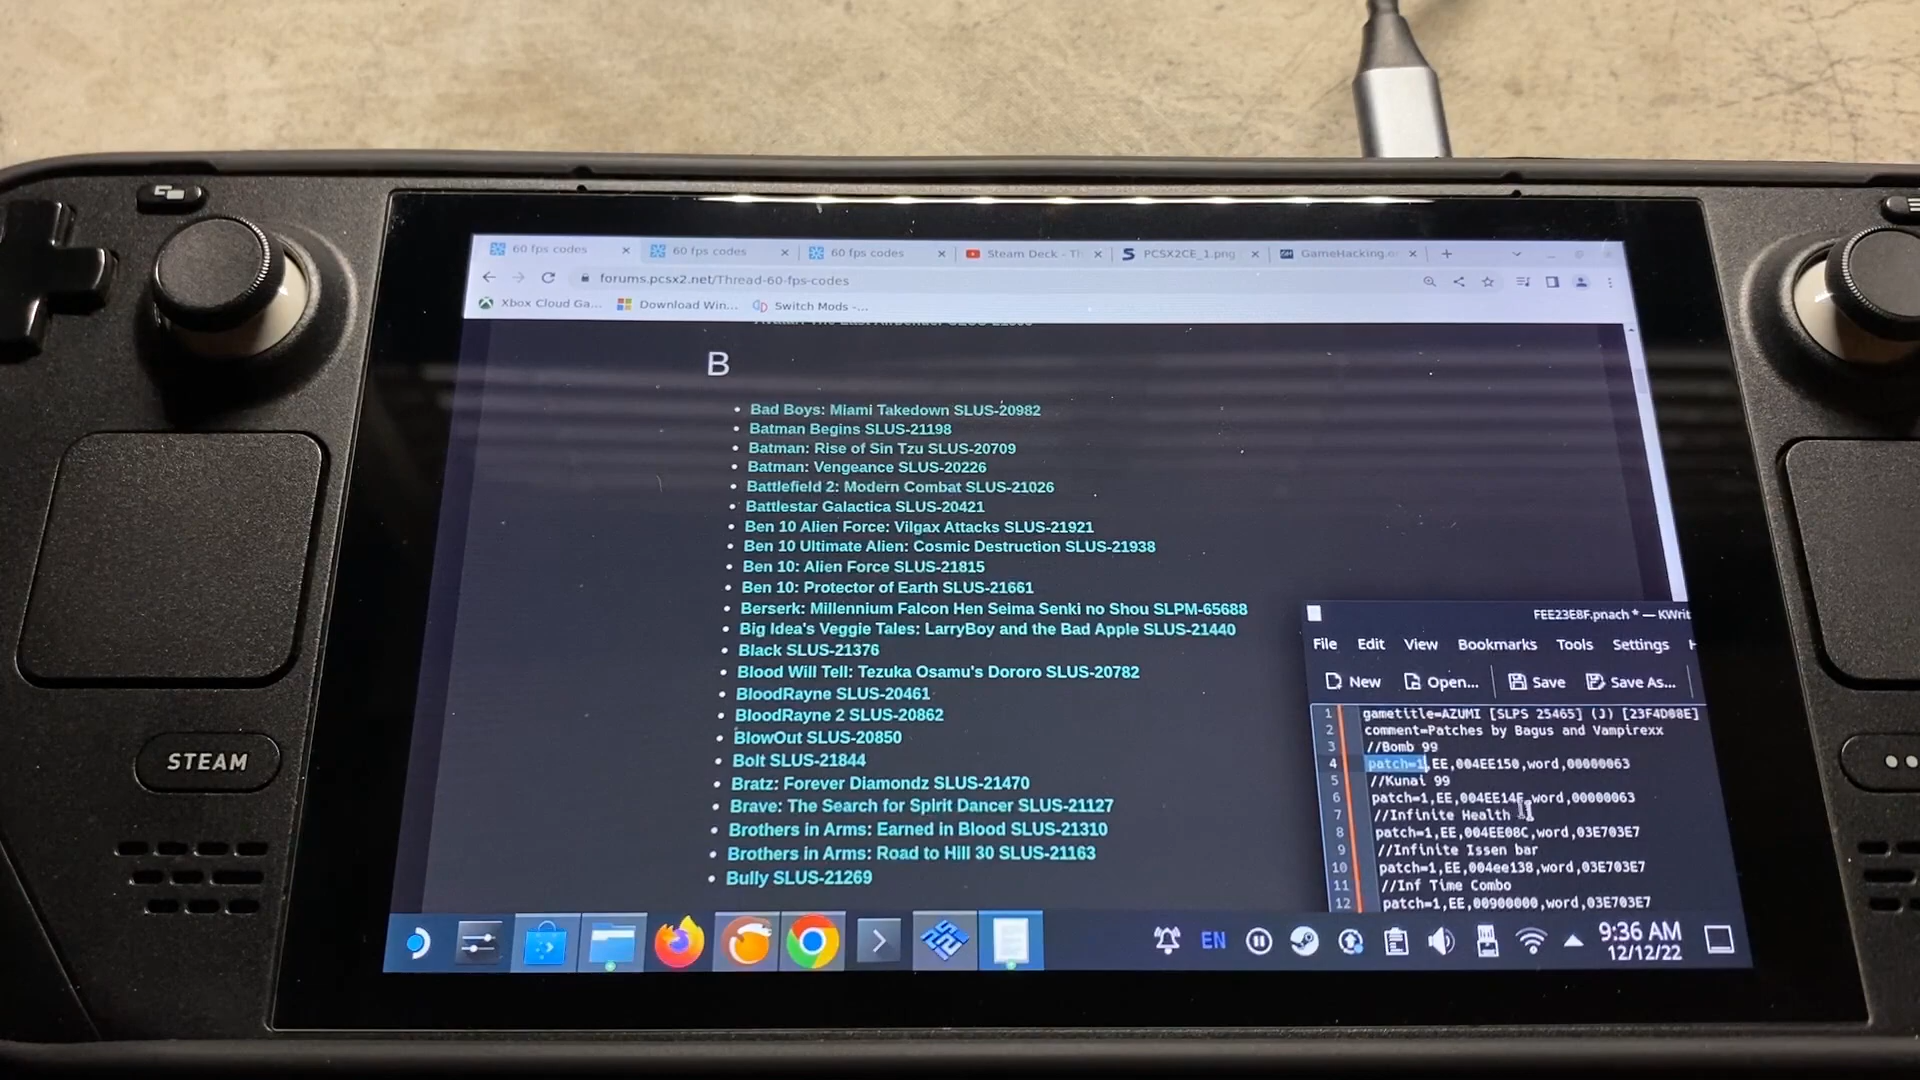 60 fps codes
60 fps codes
60 fps codes
Steam Deck - Th
PCSX2CE_1.png
GameHacking.o
forums.pcsx2.net/Thread-60-fps-codes
Xbox Cloud Ga...
Download Win...
Switch Mods -...
B
Bad Boys: Miami Takedown SLUS-20982
Batman Begins SLUS-21198
Batman: Rise of Sin Tzu SLUS-20709
Batman: Vengeance SLUS-20226
Battlefield 2: Modern Combat SLUS-21026
Battlestar Galactica SLUS-20421
Ben 10 Alien Force: Vilgax Attacks SLUS-21921
Ben 10 Ultimate Alien: Cosmic Destruction SLUS-21938
Ben 10: Alien Force SLUS-21815
Ben 10: Protector of Earth SLUS-21661
Berserk: Millennium Falcon Hen Seima Senki no Shou SLPM-65688
Big Idea's Veggie Tales: LarryBoy and the Bad Apple SLUS-21440
Black SLUS-21376
Blood Will Tell: Tezuka Osamu's Dororo SLUS-20782
BloodRayne SLUS-20461
BloodRayne 2 SLUS-20862
BlowOut SLUS-20850
Bolt SLUS-21844
Bratz: Forever Diamondz SLUS-21470
Brave: The Search for Spirit Dancer SLUS-21127
Brothers in Arms: Earned in Blood SLUS-21310
Brothers in Arms: Road to Hill 30 SLUS-21163
Bully SLUS-21269
FEE23E8F.pnach * — KWrit
File Edit View Bookmarks Tools Settings
New Open... Save Save As...
1 gametitle=AZUMI [SLPS 25465] (J) [23F4D08E]
2 comment=Patches by Bagus and Vampirexx
3 //Bomb 99
4 patch=1,EE,004EE150,word,00000063
5 //Kunai 99
6 patch=1,EE,004EE14F,word,00000063
7 //Infinite Health
8 patch=1,EE,004EE08C,word,03E703E7
9 //Infinite Issen bar
10 patch=1,EE,004ee138,word,03E703E7
11 //Inf Time Combo
12 patch=1,EE,00900000,word,03E703E7
STEAM
EN
9:36 AM
12/12/22